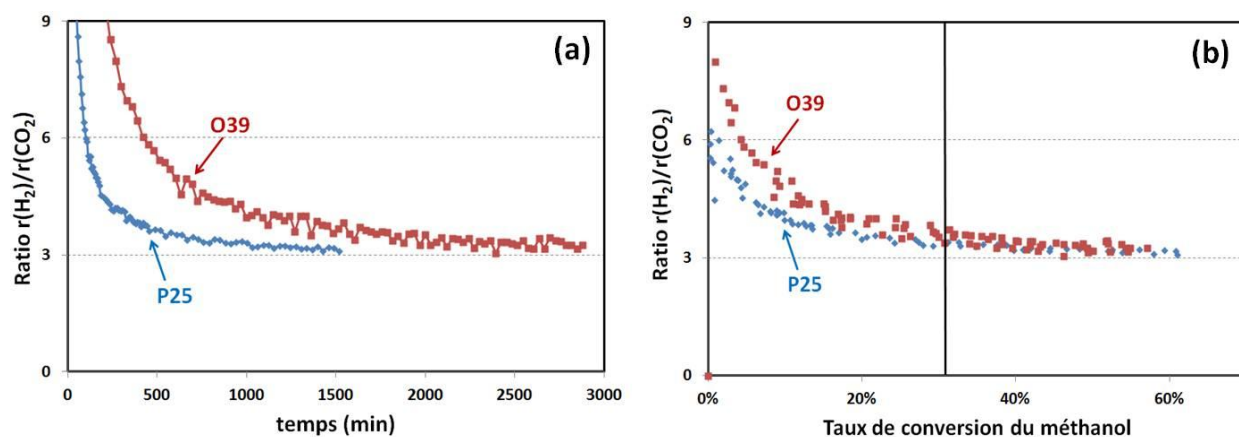 9
(a)
O39
6
Ratio r(H₂)/r(CO₂)
3
P25
0
0
500
1000
1500
2000
2500
3000
temps (min)
9
(b)
O39
6
Ratio r(H₂)/r(CO₂)
3
P25
0
0%
20%
40%
60%
Taux de conversion du méthanol